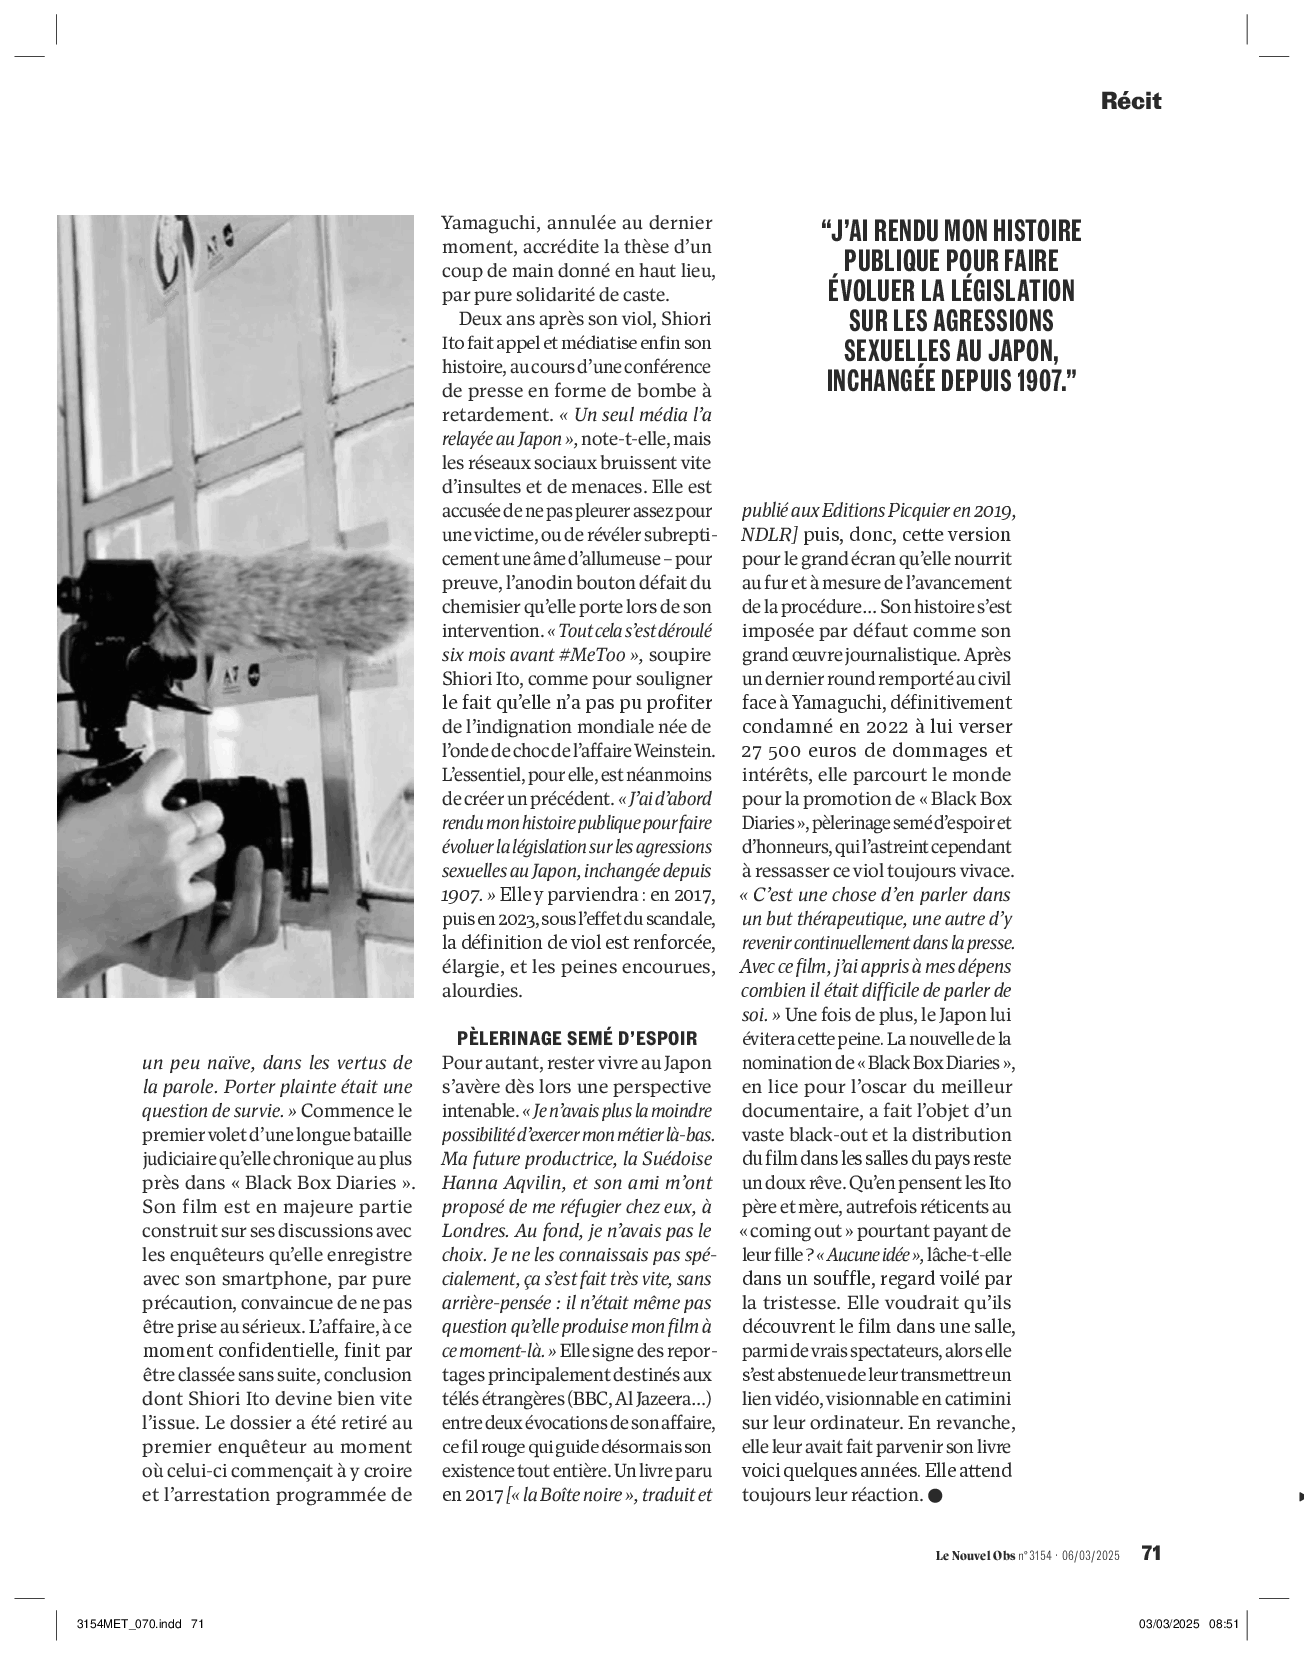 Récit
un peu naïve, dans les vertus de
la parole. Porter plainte était une
question de survie. » Commence le
premier volet d’une longue bataille
judiciaire qu’elle chronique au plus
près dans « Black Box Diaries ».
Son film est en majeure partie
construit sur ses discussions avec
les enquêteurs qu’elle enregistre
avec son smartphone, par pure
précaution, convaincue de ne pas
être prise au sérieux. L’affaire, à ce
moment confidentielle, finit par
être classée sans suite, conclusion
dont Shiori Ito devine bien vite
l’issue. Le dossier a été retiré au
premier enquêteur au moment
où celui-ci commençait à y croire
et l’arrestation programmée de
Yamaguchi, annulée au dernier
moment, accrédite la thèse d’un
coup de main donné en haut lieu,
par pure solidarité de caste.
Deux ans après son viol, Shiori
Ito fait appel et médiatise enfin son
histoire, au cours d’une conférence
de presse en forme de bombe à
retardement. « Un seul média l’a
relayée au Japon », note-t-elle, mais
les réseaux sociaux bruissent vite
d’insultes et de menaces. Elle est
accusée de ne pas pleurer assez pour
une victime, ou de révéler subrepti-
cement une âme d’allumeuse – pour
preuve, l’anodin bouton défait du
chemisier qu’elle porte lors de son
intervention. « Tout cela s’est déroulé
six mois avant #MeToo », soupire
Shiori Ito, comme pour souligner
le fait qu’elle n’a pas pu profiter
de l’indignation mondiale née de
l’onde de choc de l’affaire Weinstein.
L’essentiel, pour elle, est néanmoins
de créer un précédent. « J’ai d’abord
rendu mon histoire publique pour faire
évoluer la législation sur les agressions
sexuelles au Japon, inchangée depuis
1907. » Elle y parviendra : en 2017,
puis en 2023, sous l’effet du scandale,
la définition de viol est renforcée,
élargie, et les peines encourues,
alourdies.
PÈLERINAGE SEMÉ D’ESPOIR
Pour autant, rester vivre au Japon
s’avère dès lors une perspective
intenable. « Je n’avais plus la moindre
possibilité d’exercer mon métier là-bas.
Ma future productrice, la Suédoise
Hanna Aqvilin, et son ami m’ont
proposé de me réfugier chez eux, à
Londres. Au fond, je n’avais pas le
choix. Je ne les connaissais pas spé-
cialement, ça s’est fait très vite, sans
arrière-pensée : il n’était même pas
question qu’elle produise mon film à
ce moment-là. » Elle signe des repor-
tages principalement destinés aux
télés étrangères (BBC, Al Jazeera…)
entre deux évocations de son affaire,
ce fil rouge qui guide désormais son
existence tout entière. Un livre paru
en 2017 [« la Boîte noire », traduit et
“J’AI RENDU MON HISTOIRE
PUBLIQUE POUR FAIRE
ÉVOLUER LA LÉGISLATION
SUR LES AGRESSIONS
SEXUELLES AU JAPON,
INCHANGÉE DEPUIS 1907.”
publié aux Editions Picquier en 2019,
NDLR] puis, donc, cette version
pour le grand écran qu’elle nourrit
au fur et à mesure de l’avancement
de la procédure… Son histoire s’est
imposée par défaut comme son
grand œuvre journalistique. Après
un dernier round remporté au civil
face à Yamaguchi, définitivement
condamné en 2022 à lui verser
27 500 euros de dommages et
intérêts, elle parcourt le monde
pour la promotion de « Black Box
Diaries », pèlerinage semé d’espoir et
d’honneurs, qui l’astreint cependant
à ressasser ce viol toujours vivace.
« C’est une chose d’en parler dans
un but thérapeutique, une autre d’y
revenir continuellement dans la presse.
Avec ce film, j’ai appris à mes dépens
combien il était difficile de parler de
soi. » Une fois de plus, le Japon lui
évitera cette peine. La nouvelle de la
nomination de « Black Box Diaries »,
en lice pour l’oscar du meilleur
documentaire, a fait l’objet d’un
vaste black-out et la distribution
du film dans les salles du pays reste
un doux rêve. Qu’en pensent les Ito
père et mère, autrefois réticents au
« coming out » pourtant payant de
leur fille ? « Aucune idée », lâche-t-elle
dans un souffle, regard voilé par
la tristesse. Elle voudrait qu’ils
découvrent le film dans une salle,
parmi de vrais spectateurs, alors elle
s’est abstenue de leur transmettre un
lien vidéo, visionnable en catimini
sur leur ordinateur. En revanche,
elle leur avait fait parvenir son livre
voici quelques années. Elle attend
toujours leur réaction. ●
Le Nouvel Obs n° 3154 · 06/03/2025 71
3154MET_070.indd 71
03/03/2025 08:51